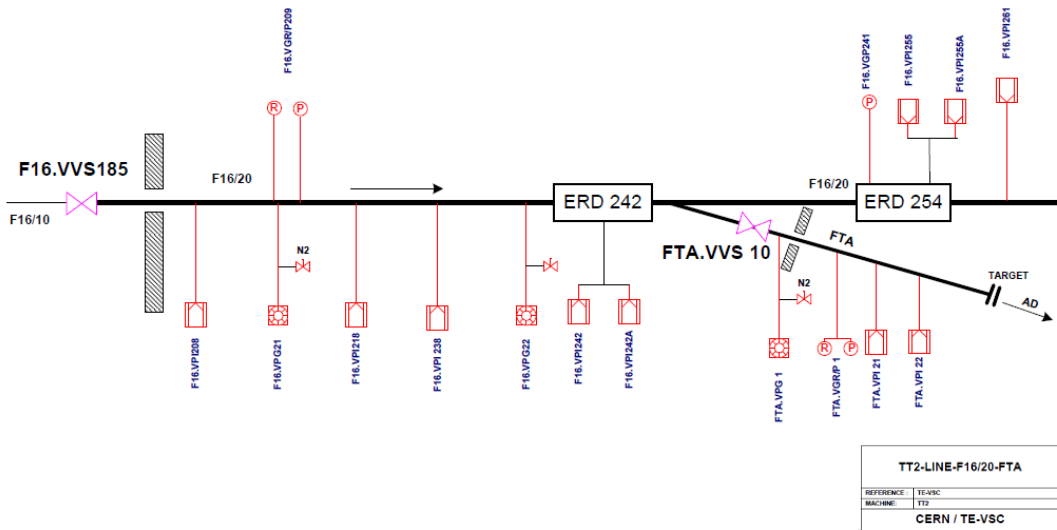 F16.VGR/P209
F16.VGP241
F16.VPI255
F16.VPI255A
F16.VPI261
R
P
P
F16.VVS185
F16/20
F16/10
ERD 242
F16/20
ERD 254
FTA.VVS 10
FTA
N2
N2
TARGET
AD
R
P
F16.VPI208
F16.VPG21
F16.VPI218
F16.VPI 238
F16.VPG22
F16.VPI242
F16.VPI242A
FTA.VPG 1
FTA.VGR/P 1
FTA.VPI 21
FTA.VPI 22
TT2-LINE-F16/20-FTA
REFERENCE : TE-VSC
MACHINE: TT2
CERN / TE-VSC